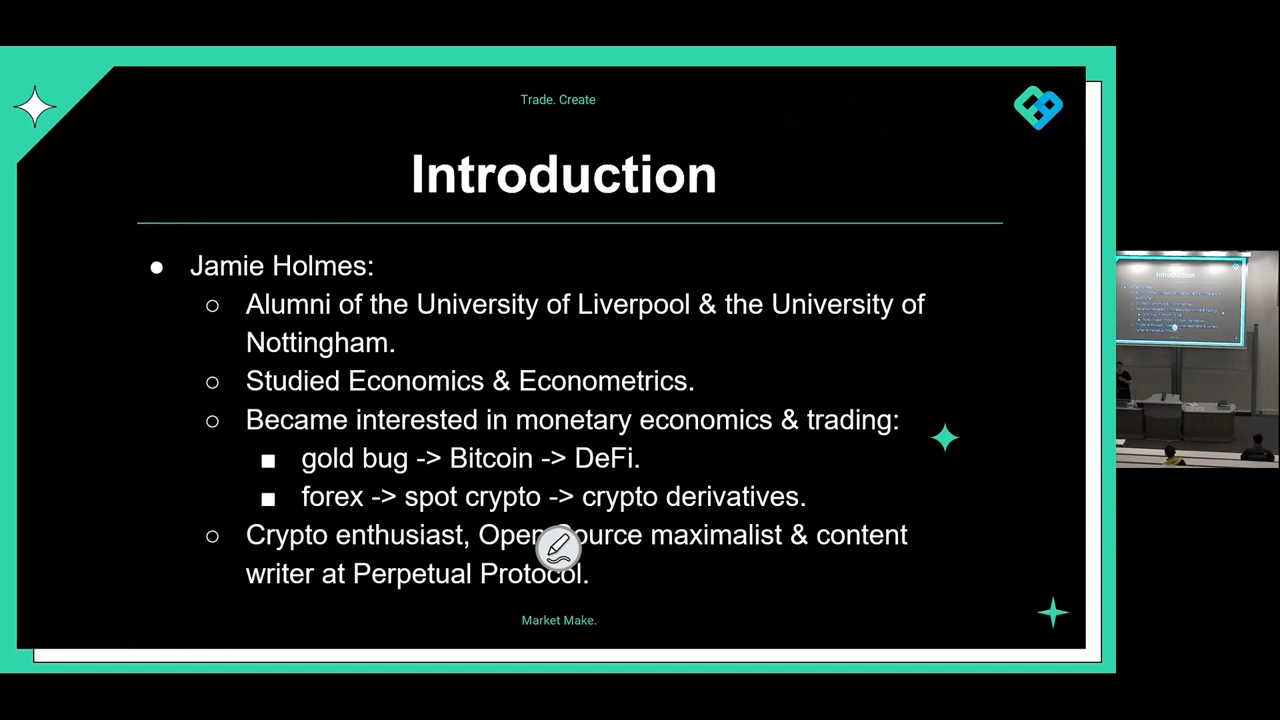 Trade. Create
Introduction
● Jamie Holmes:
○ Alumni of the University of Liverpool & the University of
Nottingham.
○ Studied Economics & Econometrics.
○ Became interested in monetary economics & trading:
■ gold bug -> Bitcoin -> DeFi.
■ forex -> spot crypto -> crypto derivatives.
○ Crypto enthusiast, Open Source maximalist & content
writer at Perpetual Protocol.
Market Make.
Introduction